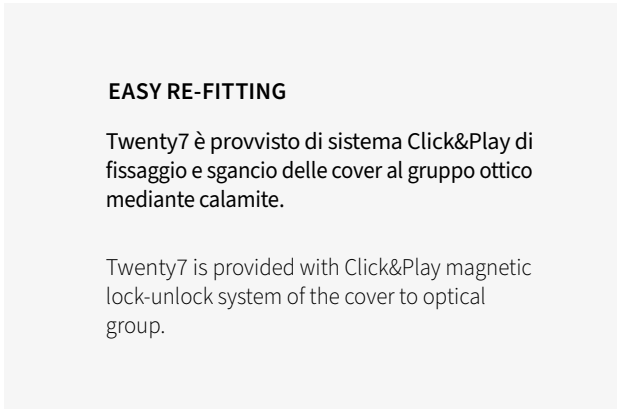 EASY RE-FITTING
Twenty7 è provvisto di sistema Click&Play di
fissaggio e sgancio delle cover al gruppo ottico
mediante calamite.
Twenty7 is provided with Click&Play magnetic
lock-unlock system of the cover to optical
group.